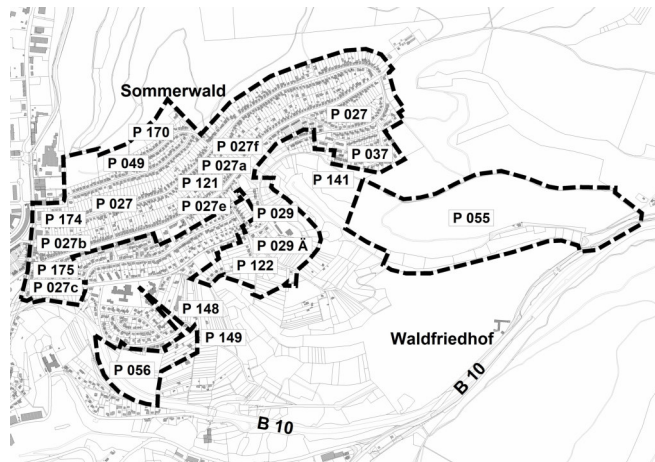 Sommerwald
P 027
P 170
P 027f
P 037
P 049
P 027a
P 141
P 121
P 027
P 027e
P 029
P 174
P 055
P 027b
P 029 Ä
P 122
P 175
P 027c
P 148
P 149
Waldfriedhof
P 056
B 10
B 10